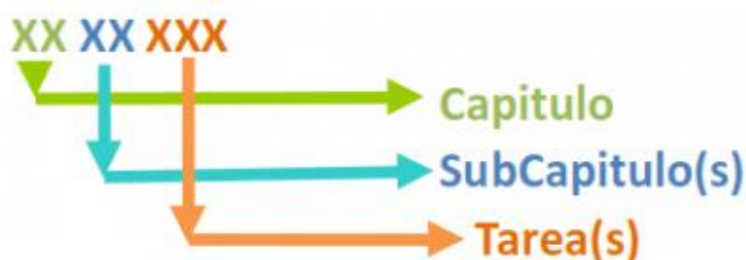 XX XX XXX
Capitulo
SubCapitulo(s)
Tarea(s)